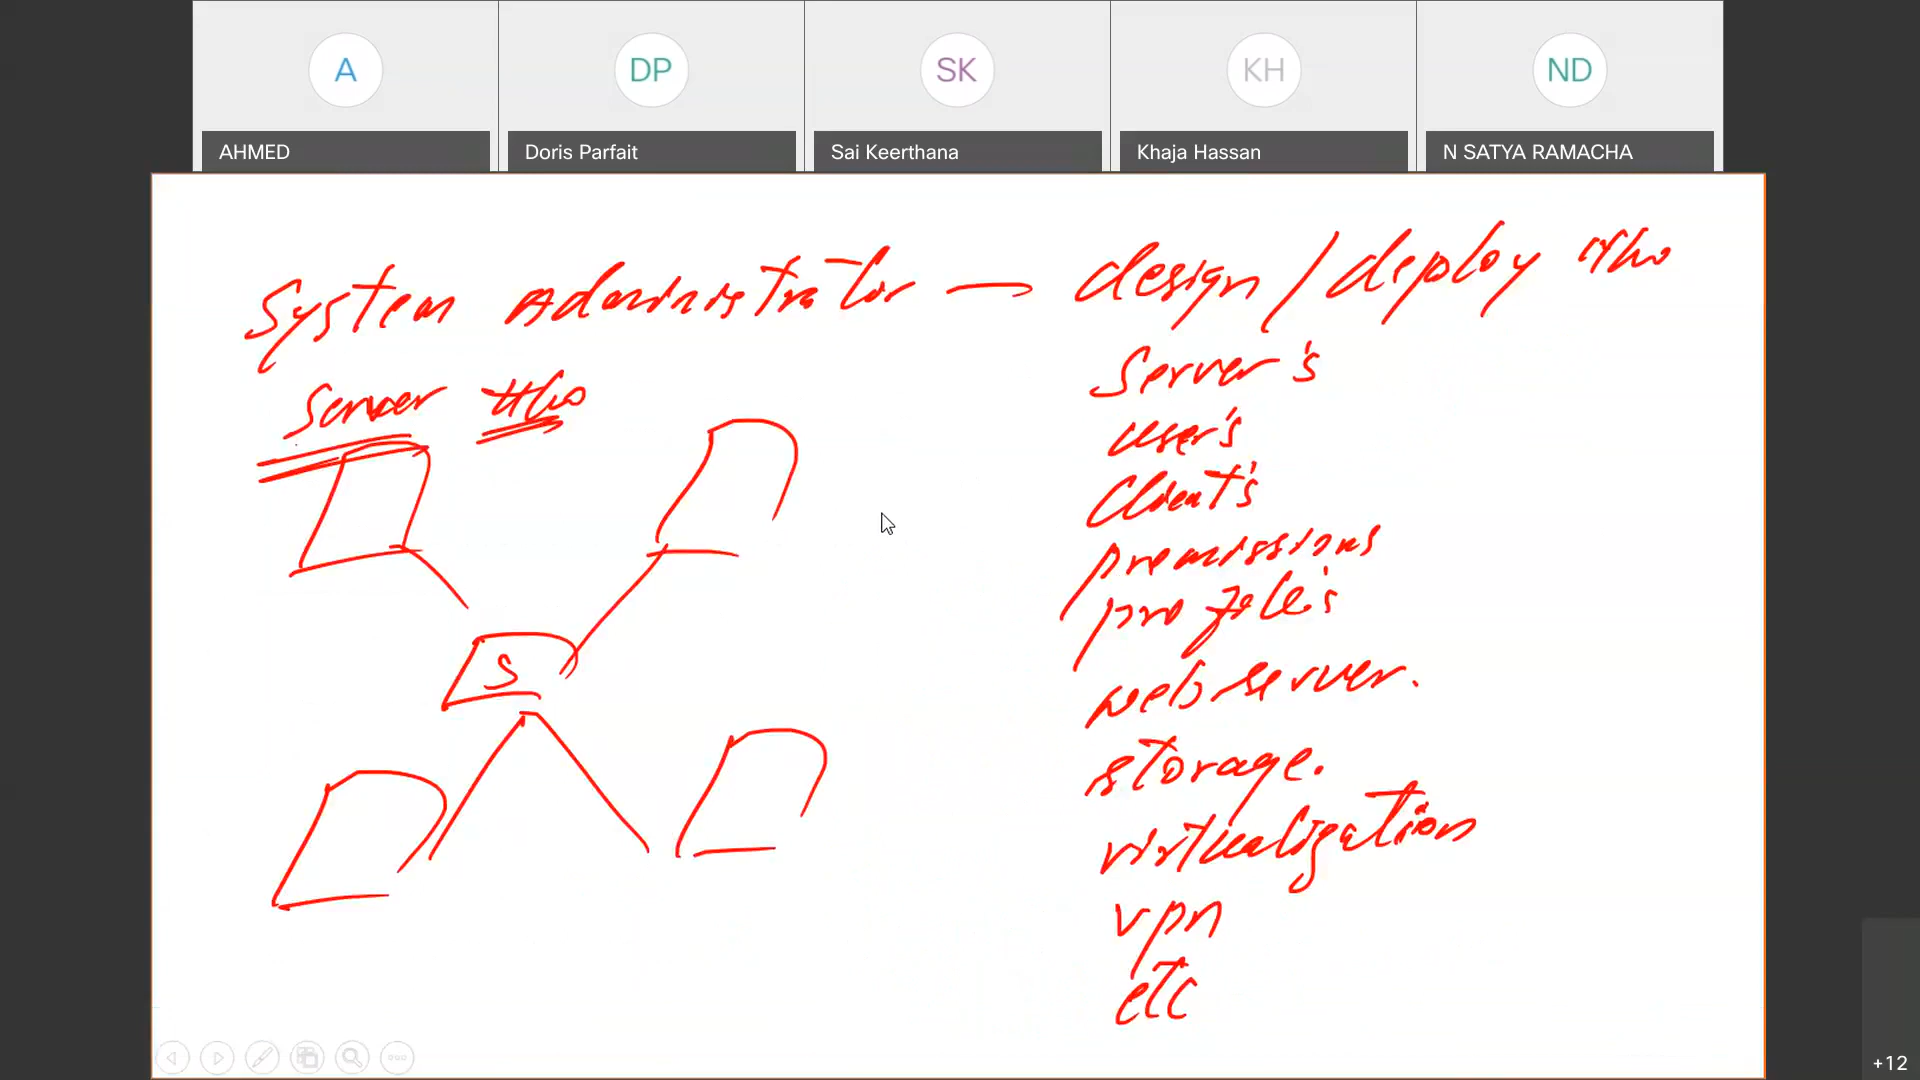 A DP SK KH ND
AHMED Doris Parfait Sai Keerthana Khaja Hassan N SATYA RAMACHA
System Administrator — design / deploy
Server
Server's
user's
Client's
premissions
profile's
web server.
storage.
S
virtualization
vpn
etc
+12